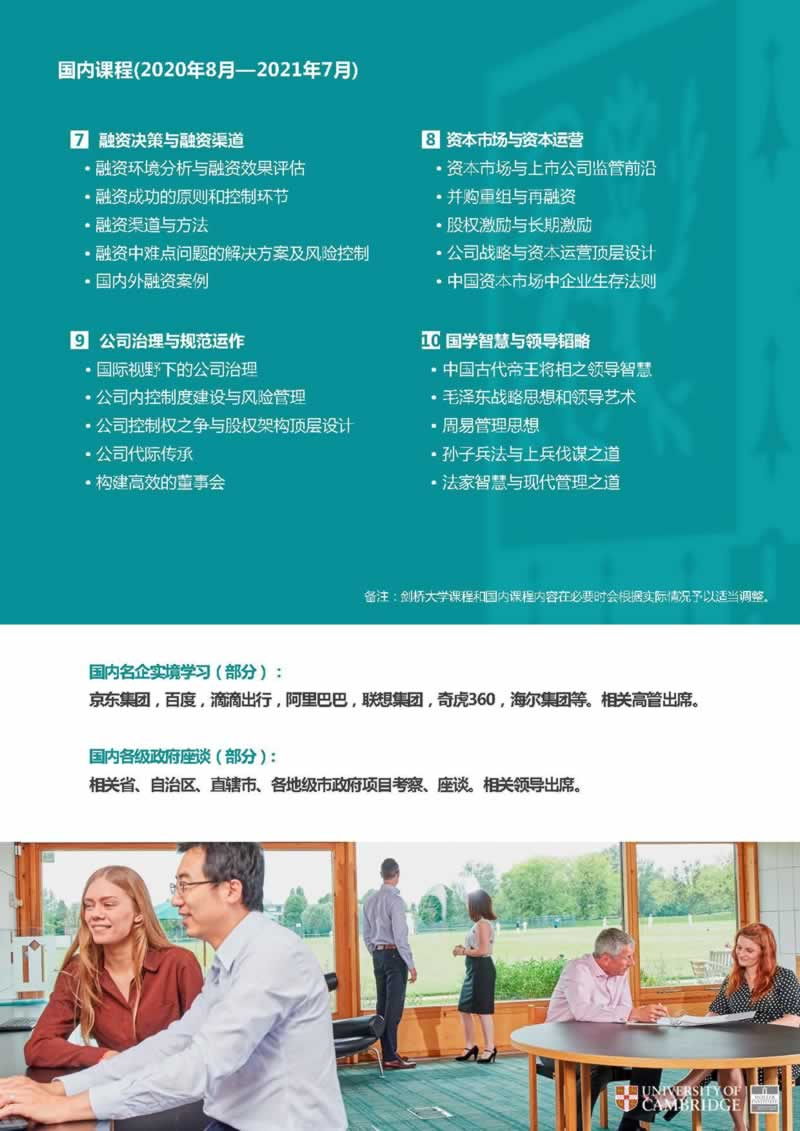 国内课程(2020年8月—2021年7月)
7 融资决策与融资渠道
• 融资环境分析与融资效果评估
• 融资成功的原则和控制环节
• 融资渠道与方法
• 融资中难点问题的解决方案及风险控制
• 国内外融资案例
8 资本市场与资本运营
• 资本市场与上市公司监管前沿
• 并购重组与再融资
• 股权激励与长期激励
• 公司战略与资本运营顶层设计
• 中国资本市场中企业生存法则
9 公司治理与规范运作
• 国际视野下的公司治理
• 公司内控制度建设与风险管理
• 公司控制权之争与股权架构顶层设计
• 公司代际传承
• 构建高效的董事会
10 国学智慧与领导韬略
• 中国古代帝王将相之领导智慧
• 毛泽东战略思想和领导艺术
• 周易管理思想
• 孙子兵法与上兵伐谋之道
• 法家智慧与现代管理之道
备注：剑桥大学课程和国内课程内容在必要时会根据实际情况予以适当调整。
国内名企实境学习（部分）：
京东集团，百度，滴滴出行，阿里巴巴，联想集团，奇虎360，海尔集团等。相关高管出席。
国内各级政府座谈（部分）：
相关省、自治区、直辖市、各地级市政府项目考察、座谈。相关领导出席。
UNIVERSITY OF
CAMBRIDGE